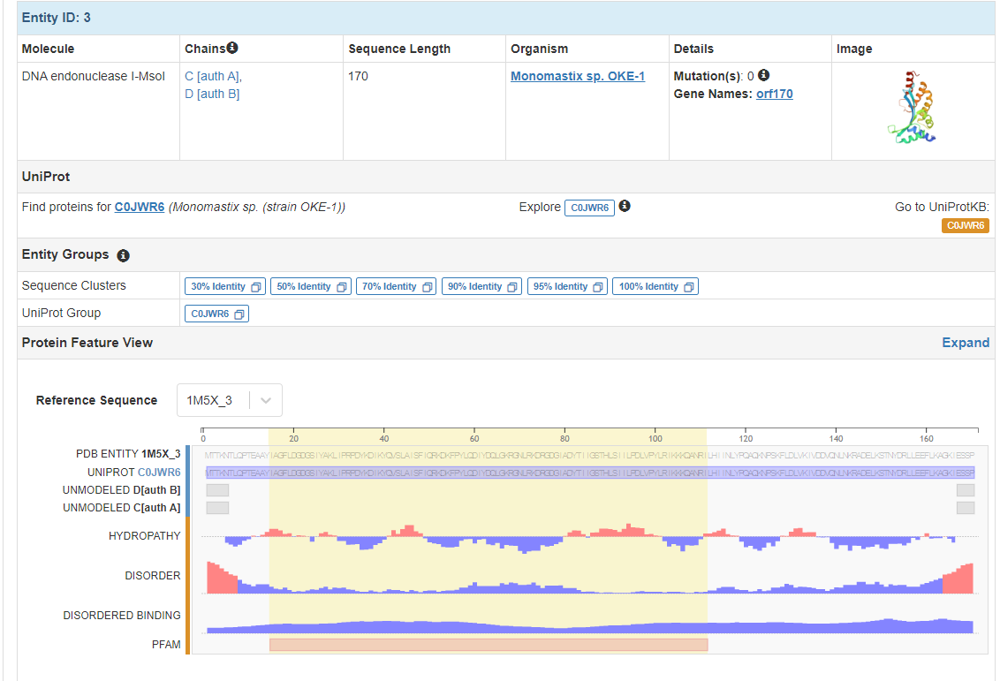 Entity ID: 3
Molecule Chains Sequence Length Organism Details Image
DNA endonuclease I-MsoI C [auth A], 170 Monomastix sp. OKE-1 Mutation(s): 0
D [auth B] Gene Names: orf170
UniProt
Find proteins for C0JWR6 (Monomastix sp. (strain OKE-1)) Explore C0JWR6 Go to UniProtKB:
C0JWR6
Entity Groups
Sequence Clusters 30% Identity 50% Identity 70% Identity 90% Identity 95% Identity 100% Identity
UniProt Group C0JWR6
Protein Feature View Expand
Reference Sequence 1M5X_3
0 20 40 60 80 100 120 140 160
PDB ENTITY 1M5X_3
UNIPROT C0JWR6
UNMODELED D[auth B]
UNMODELED C[auth A]
HYDROPATHY
DISORDER
DISORDERED BINDING
PFAM